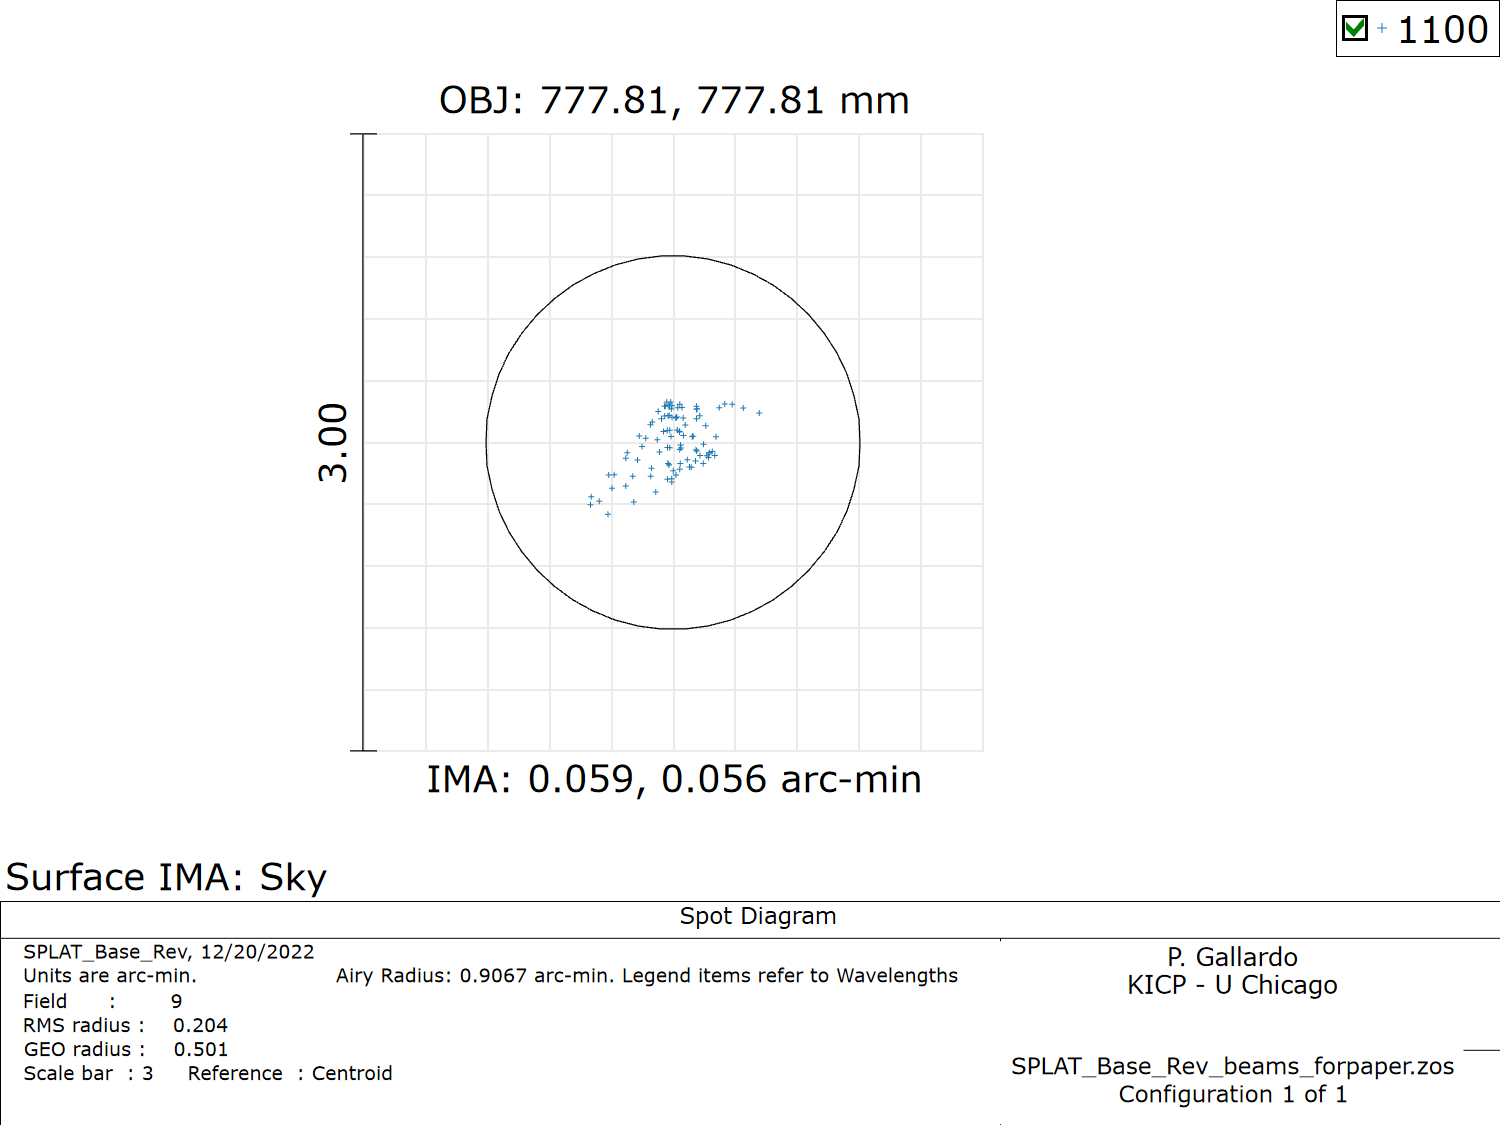 1100
OBJ: 777.81, 777.81 mm
3.00
IMA: 0.059, 0.056 arc-min
Surface IMA: Sky
Spot Diagram
SPLAT_Base_Rev, 12/20/2022
Units are arc-min. Airy Radius: 0.9067 arc-min. Legend items refer to Wavelengths
Field : 9
RMS radius : 0.204
GEO radius : 0.501
Scale bar : 3 Reference : Centroid
P. Gallardo
KICP - U Chicago
SPLAT_Base_Rev_beams_forpaper.zos
Configuration 1 of 1